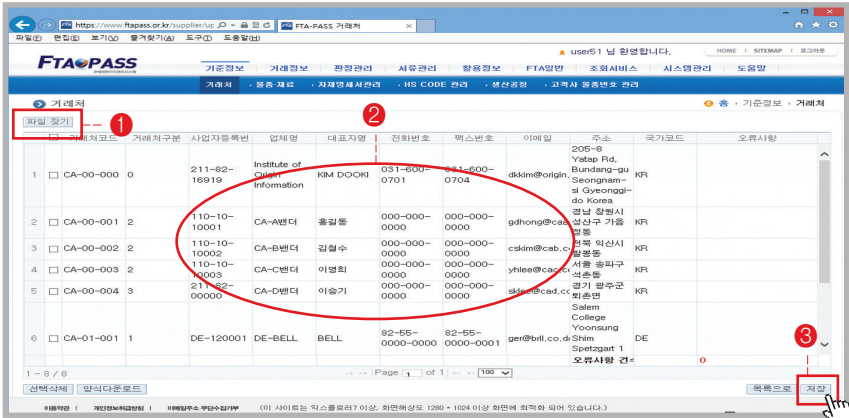 https://www.ftapass.or.kr/supplier/up
FTA-PASS 거래처
파일(F) 편집(E) 보기(V) 즐겨찾기(A) 도구(T) 도움말(H)
user51 님 환영합니다.
HOME | SITEMAP | 로그아웃
FTA PASS
기준정보 거래정보 판정관리 서류관리 활용정보 FTA알반 조회서비스 시스템관리 도움말
거래처 · 물품·재료 · 자재명세서관리 · HS CODE 관리 · 생산공정 · 고객사 물품번호 관리
거래처
홈 › 기준정보 › 거래처
파일 찾기
1
2
거래처코드 거래처구분 사업자등록번 업체명 대표자명 전화번호 팩스번호 이메일 주소 국가코드 오류사항
1 CA-00-000 0 211-82-16919 Institute of Origin Information KIM DOOKI 031-600-0701 031-600-0704 dkkim@origin. 205-8 Yatap Rd, Bundang-gu Seongnam-si Gyeonggi-do Korea KR
2 CA-00-001 2 110-10-10001 CA-A밴더 홍길동 000-000-0000 000-000-0000 gdhong@caa 경남 창원시 성산구 가음정동 KR
3 CA-00-002 2 110-10-10002 CA-B밴더 김철수 000-000-0000 000-000-0000 cskim@cab.c 전북 익산시 팔봉동 KR
4 CA-00-003 2 110-10-10003 CA-C밴더 이영희 000-000-0000 000-000-0000 yhlee@cac.c 서울 송파구 석촌동 KR
5 CA-00-004 3 211-82-00000 CA-D밴더 이승기 000-000-0000 000-000-0000 sklee@cad.cc 경기 광주군 퇴촌면 KR
6 CA-01-001 1 DE-120001 DE-BELL BELL 82-55-0000-0000 82-55-0000-0001 ger@brll.co.d Salem College Yoonsung Shim Spetzgart 1 DE
오류사항 건수 0
3
1 - 8 / 8
Page 1 of 1 100
선택삭제 양식다운로드
목록으로 저장
이용약관 | 개인정보취급방침 | 이메일주소 무단수집거부 (이 사이트는 익스플로러7이상, 화면해상도 1280 * 1024 이상 화면에 최적화 되어 있습니다.)